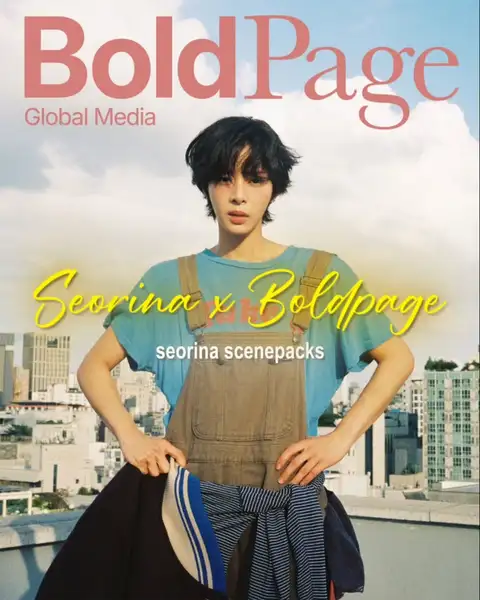 BoldPage
Global Media
Seorina x Boldpage
seorina scenepacks